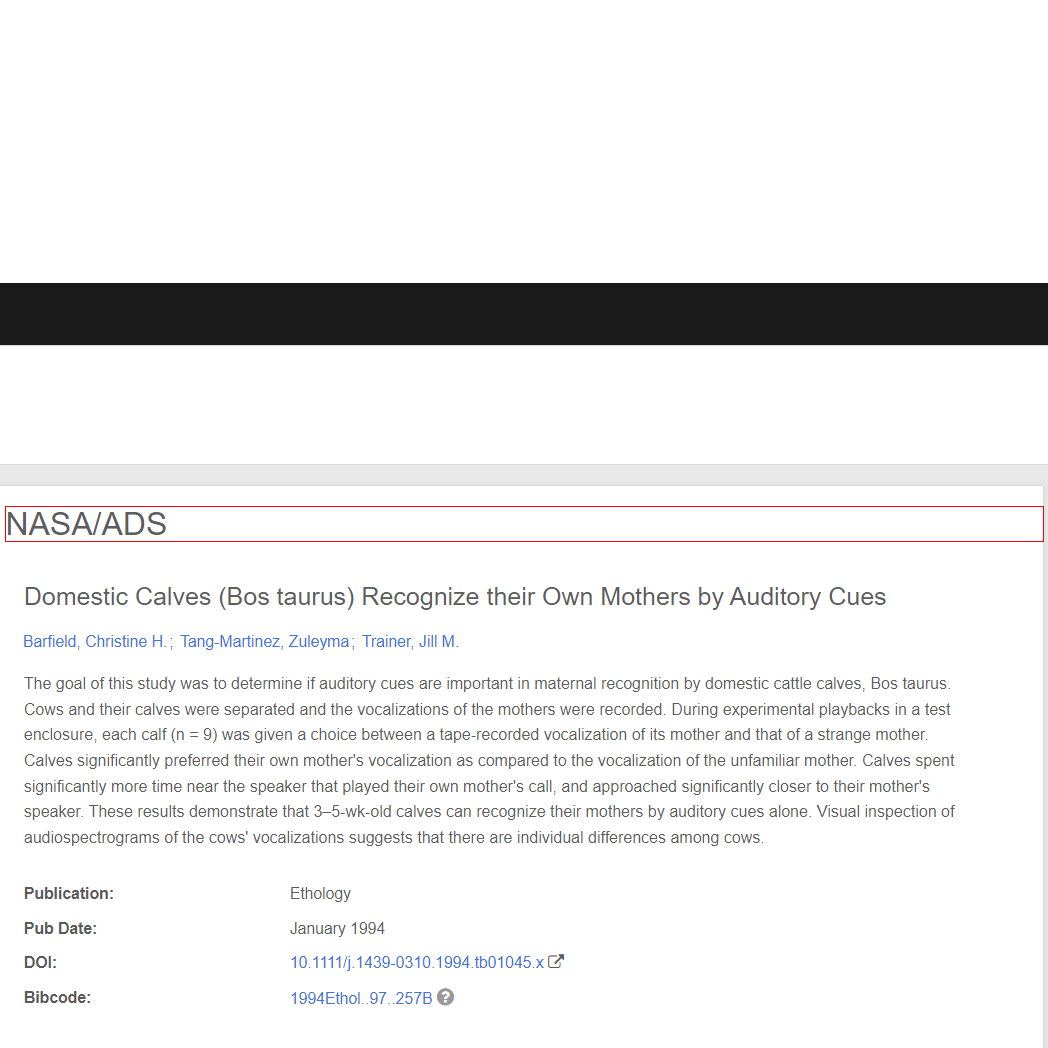 NASA/ADS
Domestic Calves (Bos taurus) Recognize their Own Mothers by Auditory Cues
Barfield, Christine H.; Tang-Martinez, Zuleyma; Trainer, Jill M.
The goal of this study was to determine if auditory cues are important in maternal recognition by domestic cattle calves, Bos taurus.
Cows and their calves were separated and the vocalizations of the mothers were recorded. During experimental playbacks in a test
enclosure, each calf (n = 9) was given a choice between a tape-recorded vocalization of its mother and that of a strange mother.
Calves significantly preferred their own mother's vocalization as compared to the vocalization of the unfamiliar mother. Calves spent
significantly more time near the speaker that played their own mother's call, and approached significantly closer to their mother's
speaker. These results demonstrate that 3–5-wk-old calves can recognize their mothers by auditory cues alone. Visual inspection of
audiospectrograms of the cows' vocalizations suggests that there are individual differences among cows.
Publication: Ethology
Pub Date: January 1994
DOI: 10.1111/j.1439-0310.1994.tb01045.x
Bibcode: 1994Ethol..97..257B ?